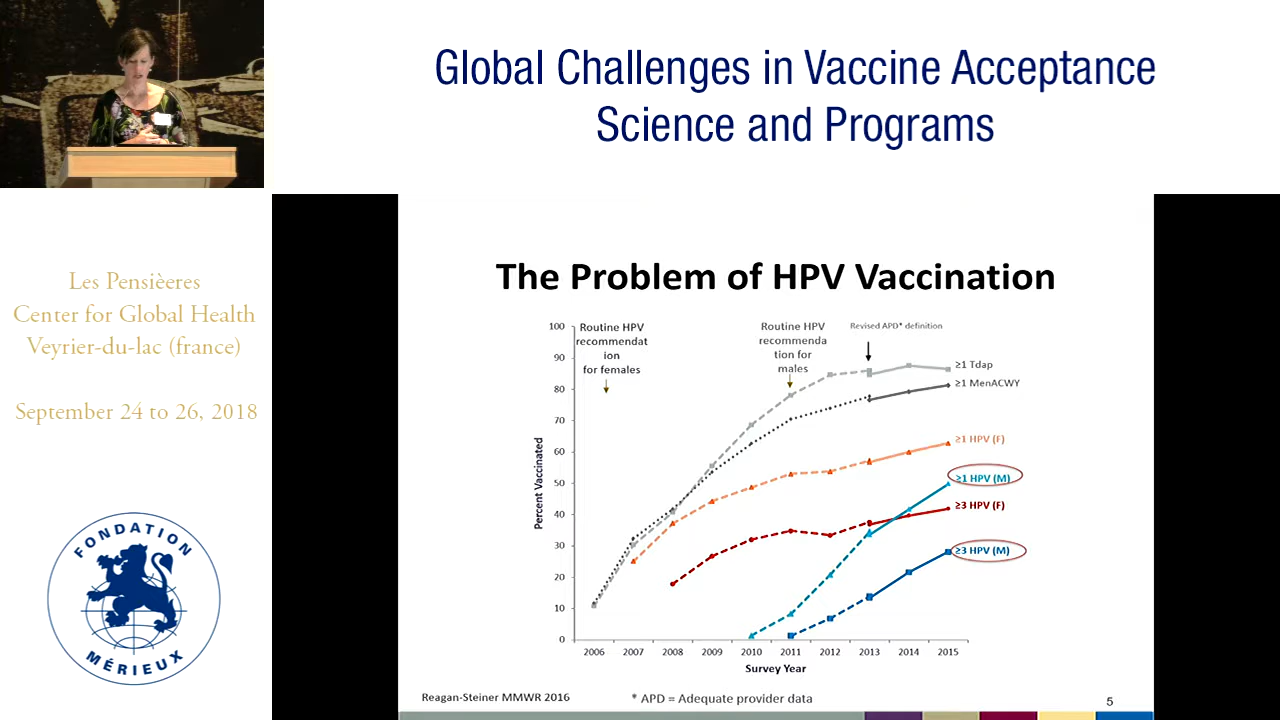 Global Challenges in Vaccine Acceptance
Science and Programs
Les Pensièeres
Center for Global Health
Veyrier-du-lac (france)
September 24 to 26, 2018
FONDATION
MÉRIEUX
The Problem of HPV Vaccination
Routine HPV
recommendat
ion
for females
Routine HPV
recommenda
tion for
males
Revised APD* definition
Percent Vaccinated
100
90
80
70
60
50
40
30
20
10
0
≥1 Tdap
≥1 MenACWY
≥1 HPV (F)
≥1 HPV (M)
≥3 HPV (F)
≥3 HPV (M)
2006 2007 2008 2009 2010 2011 2012 2013 2014 2015
Survey Year
Reagan-Steiner MMWR 2016
* APD = Adequate provider data
5